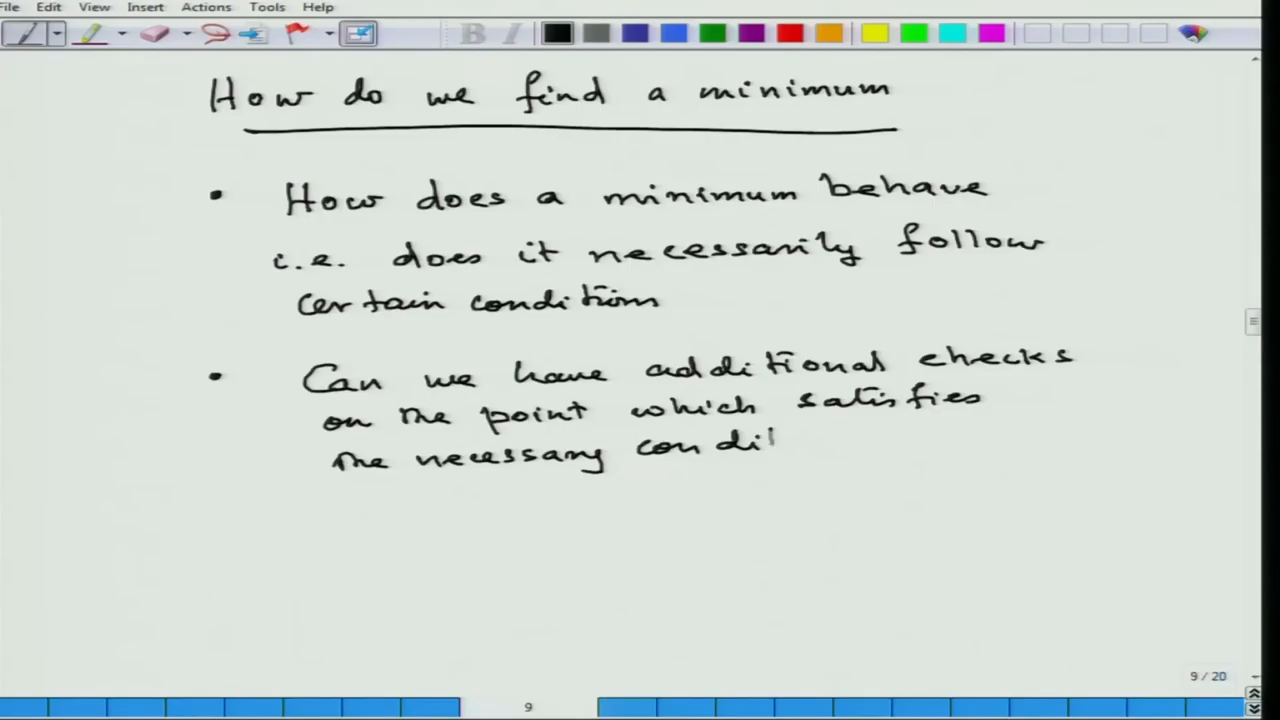 File Edit View Insert Actions Tools Help
B I
How do we find a minimum
• How does a minimum behave
i.e. does it necessarily follow
certain condition
• Can we have additional checks
on the point which satisfies
the necessary condi
9 / 20
9